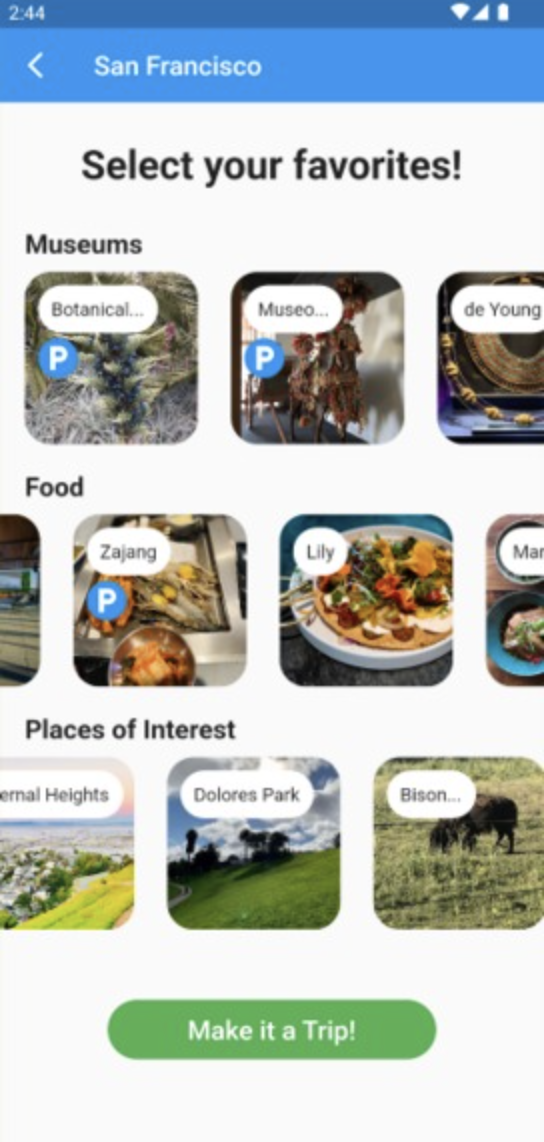 2:44
San Francisco
Select your favorites!
Museums
Botanical...
P
Museo...
P
de Young
Food
Zajang
P
Lily
Mar
Places of Interest
ernal Heights
Dolores Park
Bison...
Make it a Trip!